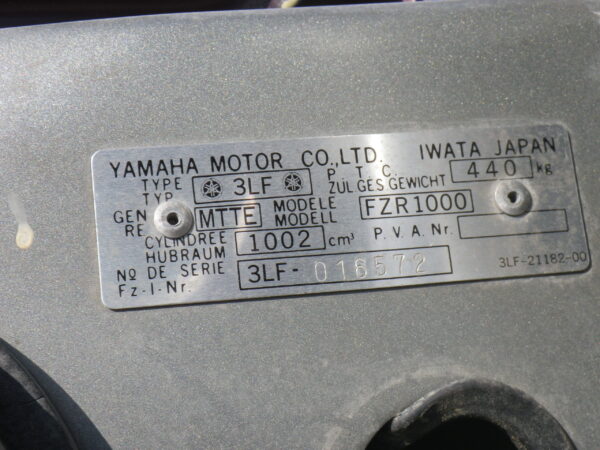 YAMAHA MOTOR CO.,LTD. IWATA JAPAN
TYPE P. T. C.
TYP 3LF ZUL GES GEWICHT 440 kg
GENRE MTTE MODELE
MODELL FZR1000
CYLINDREE
HUBRAUM 1002 cm³ P.V.A. Nr.
Nº DE SERIE
Fz-I-Nr. 3LF-018572
3LF-21182-00